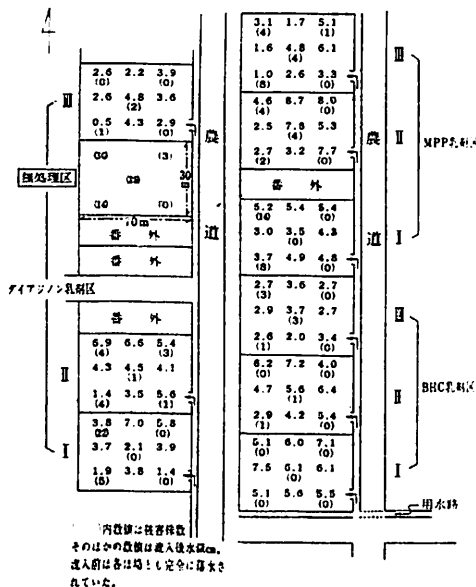 2.6 2.2 3.9
(0) (0)
2.6 4.8 3.6
(2)
0.5 4.3 2.9
(1) (0)
Ⅲ
(3)
30m
無処理区
(0)
番 外
番 外
ダイアジノン乳剤区
番 外
6.9 6.6 5.4
(4) (3)
4.3 4.5 4.1
(1)
Ⅱ
1.4 3.5 5.6
(4) (1)
3.8 7.0 5.8
(22) (0)
3.7 2.1 3.9
(0)
Ⅰ
1.9 3.8 1.4
(5) (0)
農
道
3.1 1.7 5.1
(4) (1)
1.6 4.8 6.1
(4)
Ⅲ
1.0 2.6 3.3
(8) (0)
4.6 8.7 8.0
(4) (0)
2.5 7.8 5.3
(4)
Ⅱ
2.7 3.2 7.7
(2) (0)
MPP乳剤区
番 外
5.2 5.4 5.4
(0)
3.0 3.5 4.3
(0)
Ⅰ
3.7 4.9 4.8
(8) (0)
2.7 3.6 2.7
(3) (0)
2.9 3.7 2.7
(3)
Ⅲ
2.6 2.0 3.4
(1) (0)
6.2 7.2 4.0
(0) (0)
4.7 5.6 6.4
(1)
Ⅱ
2.9 4.2 5.4
(1) (0)
BHC乳剤区
6.0 7.1
(0) (0)
7.5 6.1
(0)
Ⅰ
5.1 5.6 5.5
(0) (0)
農
道
用水路
内数値は被害株数
そのほかの数値は流入後水深cm,
流入前は各ほ場とも完全に落水さ
れていた。